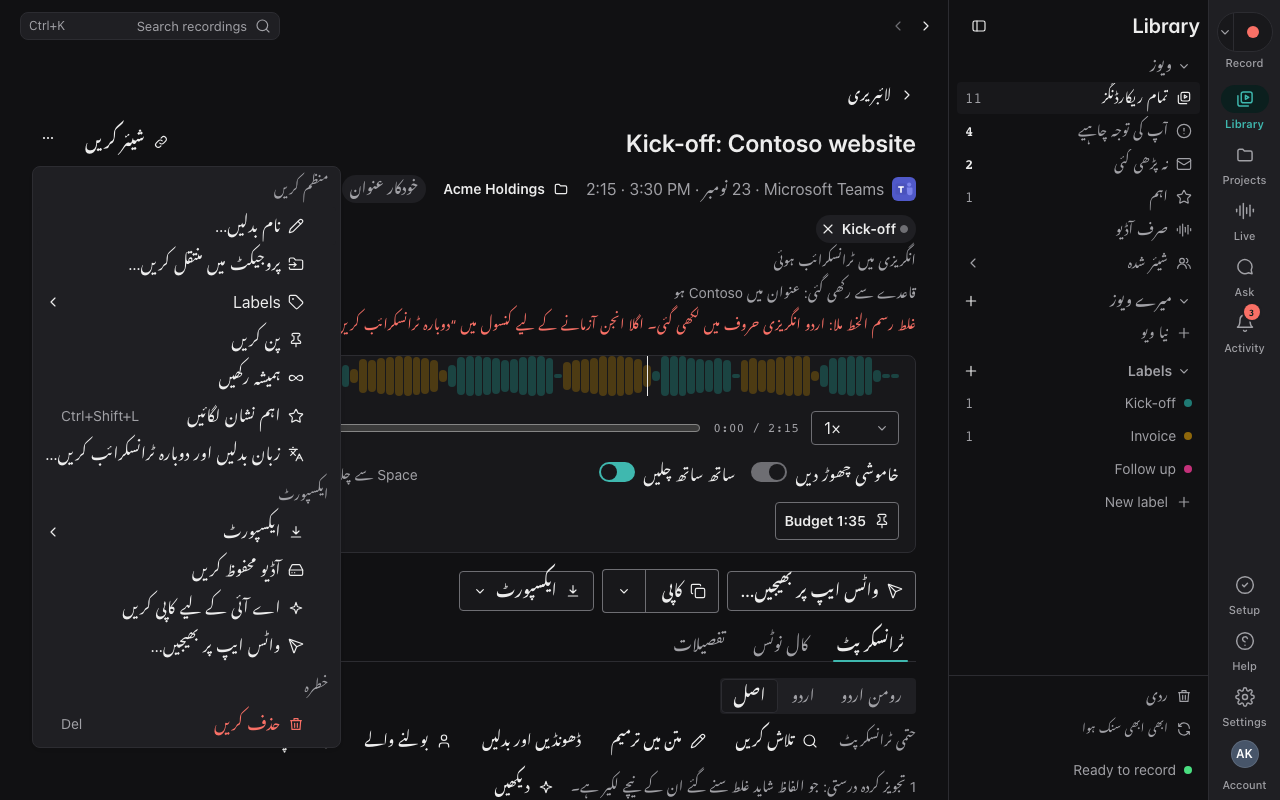 Record
Library
Projects
Live
Ask
3
Activity
Setup
Help
Settings
AK
Account
Library
ویوز
تمام ریکارڈنگز 11
آپ کی توجہ چاہیے 4
نہ پڑھی گئی 2
اہم 1
صرف آڈیو
شیئر شدہ
میرے ویوز
نیا ویو
Labels
Kick-off 1
Invoice 1
Follow up
New label
ردی
ابھی ابھی سنک ہوا
Ready to record
Search recordings Ctrl+K
لائبریری
Kick-off: Contoso website
شیئر کریں ...
Microsoft Teams · 23 نومبر · 3:30 PM · 2:15 Acme Holdings خودکار عنوان
Kick-off
انگریزی میں ٹرانسکرائب ہوئی
قاعدے سے رکھی گئی: عنوان میں Contoso ہو
غلط رسم الخط ملا: اردو انگریزی حروف میں لکھی گئی۔ اگلا انجن آزمانے کے لیے کنسول میں "دوبارہ ٹرانسکرائب کریں
1× 0:00 / 2:15
خاموشی چھوڑ دیں ساتھ ساتھ چلیں Space سے
Budget 1:35
واٹس ایپ پر بھیجیں... کاپی ایکسپورٹ
ٹرانسکرپٹ کال نوٹس تفصیلات
رومن اردو اردو اصل
حتمی ٹرانسکرپٹ تلاش کریں متن میں ترمیم ڈھونڈیں اور بدلیں بولنے والے
1 تجویز کردہ درستی: جو الفاظ شاید غلط سنے گئے ان کے نیچے لکیر ہے۔ دیکھیں
منظم کریں
نام بدلیں...
پروجیکٹ میں منتقل کریں...
Labels
پن کریں
ہمیشہ رکھیں
اہم نشان لگائیں Ctrl+Shift+L
زبان بدلیں اور دوبارہ ٹرانسکرائب کریں...
ایکسپورٹ
ایکسپورٹ
آڈیو محفوظ کریں
اے آئی کے لیے کاپی کریں
واٹس ایپ پر بھیجیں...
خطرہ
حذف کریں Del